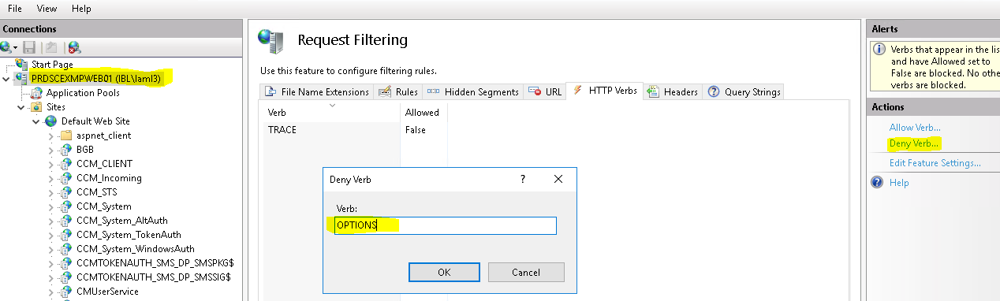 File View Help
Connections
Start Page
PRDSCEXMPWEB01 (IBL\laml3)
Application Pools
Sites
Default Web Site
aspnet_client
BGB
CCM_CLIENT
CCM_Incoming
CCM_STS
CCM_System
CCM_System_AltAuth
CCM_System_TokenAuth
CCM_System_WindowsAuth
CCMTOKENAUTH_SMS_DP_SMSPKG$
CCMTOKENAUTH_SMS_DP_SMSSIG$
CMUserService
Request Filtering
Use this feature to configure filtering rules.
File Name Extensions Rules Hidden Segments URL HTTP Verbs Headers Query Strings
Verb Allowed
TRACE False
Deny Verb ? X
Verb:
OPTIONS
OK Cancel
Alerts
Verbs that appear in the lis
and have Allowed set to
False are blocked. No othe
verbs are blocked.
Actions
Allow Verb...
Deny Verb...
Edit Feature Settings...
Help